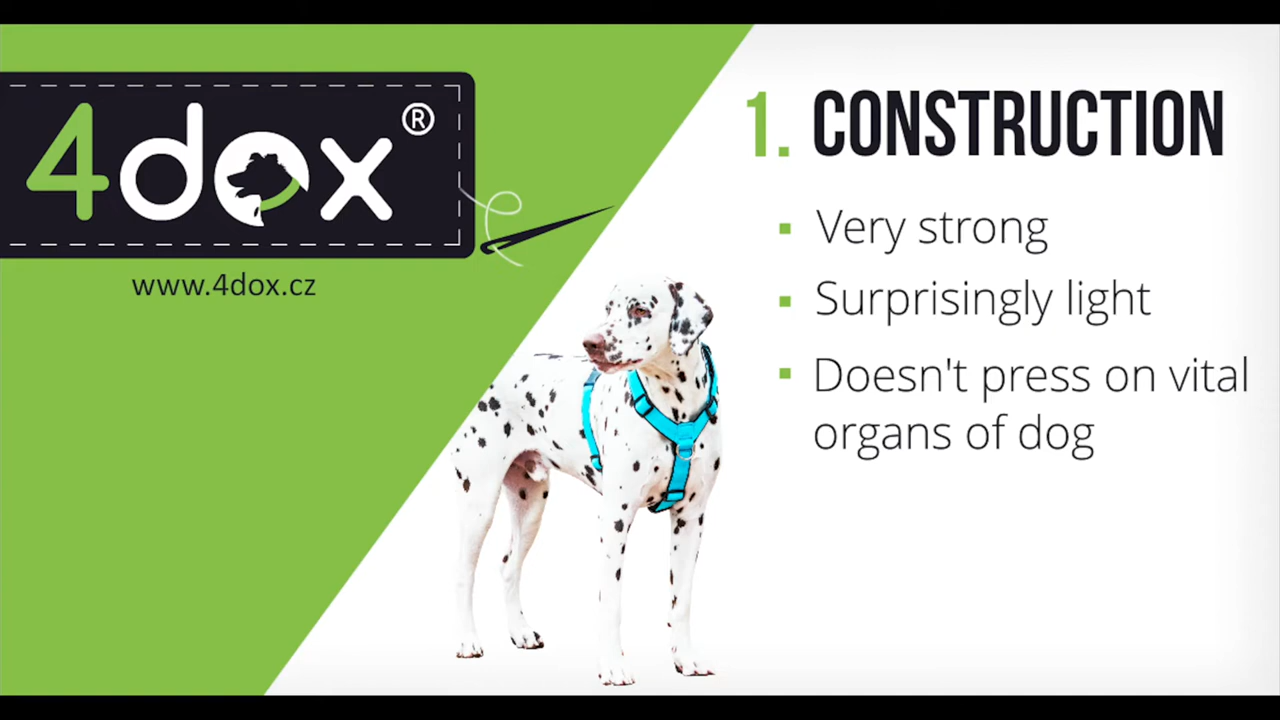 4dox®
www.4dox.cz
1. CONSTRUCTION
▪ Very strong
▪ Surprisingly light
▪ Doesn't press on vital
organs of dog